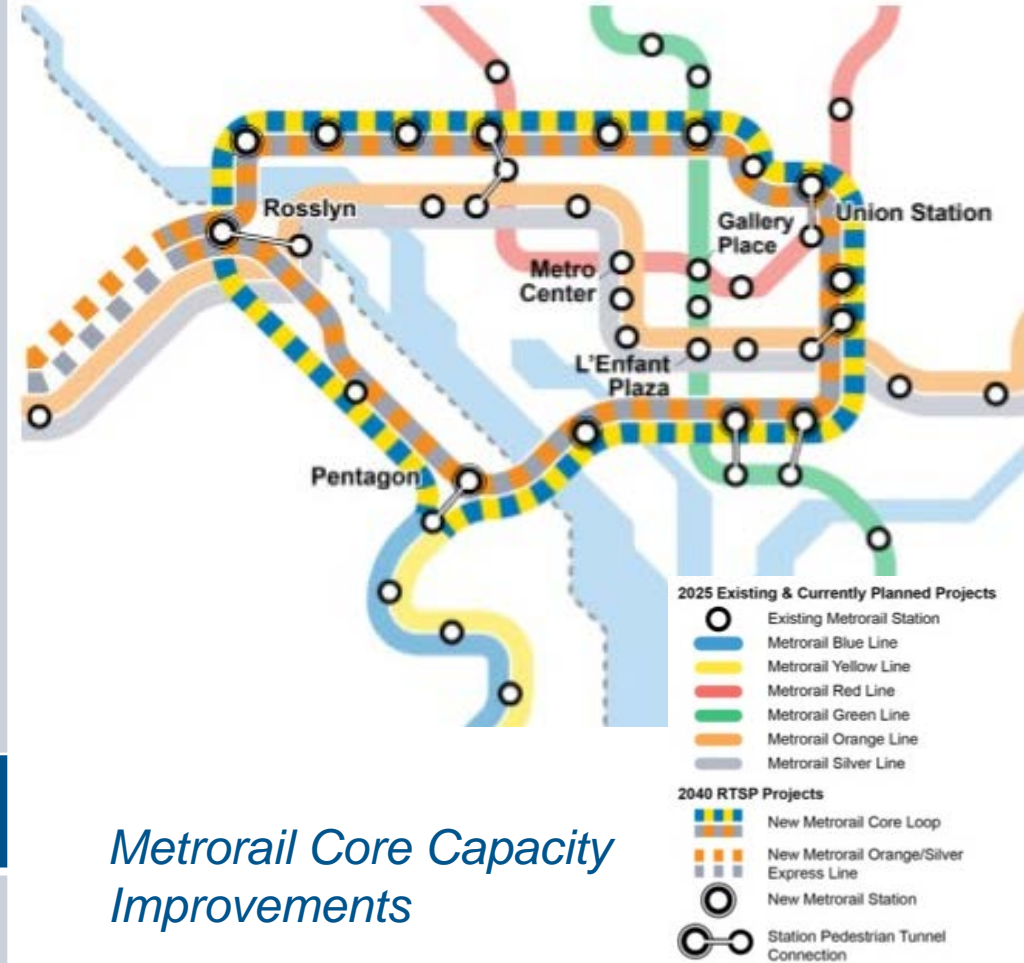 Rosslyn
Union Station
Gallery
Place
Metro
Center
L'Enfant
Plaza
Pentagon
2025 Existing & Currently Planned Projects
Existing Metrorail Station
Metrorail Blue Line
Metrorail Yellow Line
Metrorail Red Line
Metrorail Green Line
Metrorail Orange Line
Metrorail Silver Line
2040 RTSP Projects
New Metrorail Core Loop
New Metrorail Orange/Silver
Express Line
New Metrorail Station
Station Pedestrian Tunnel
Connection
Metrorail Core Capacity
Improvements